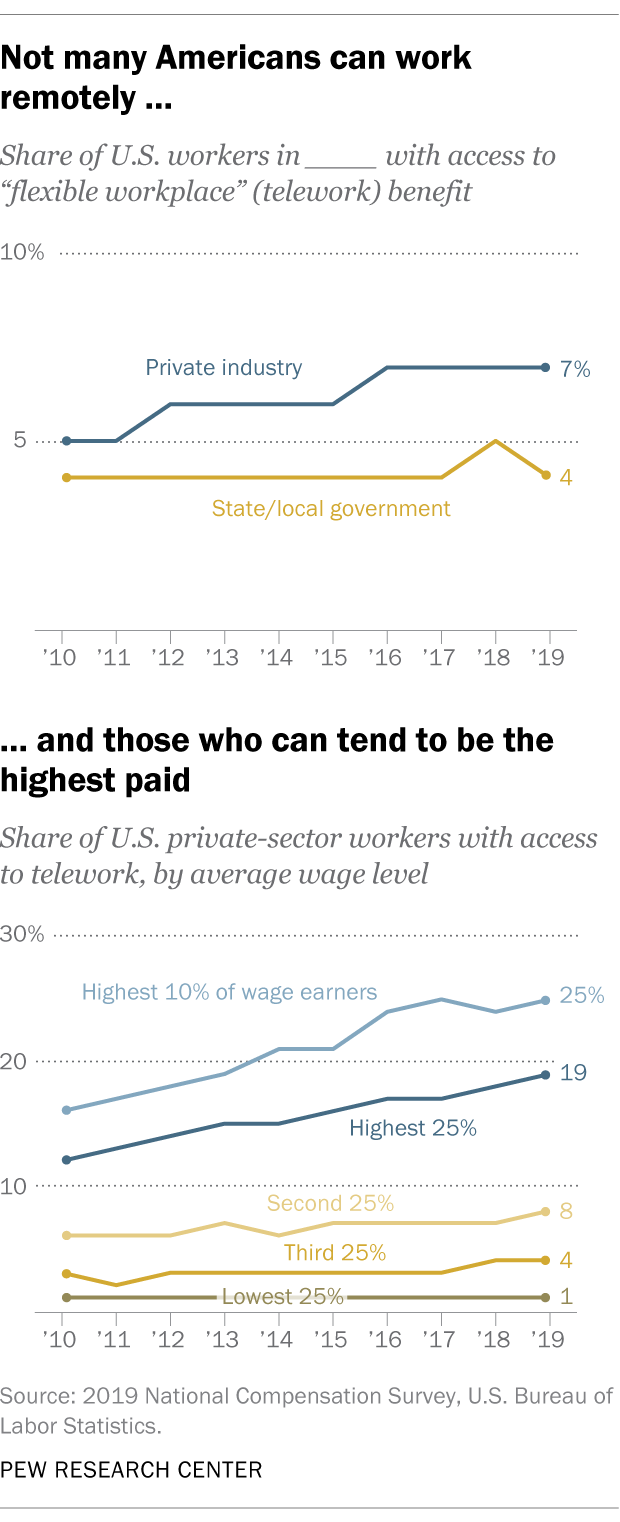 Not many Americans can work
remotely ...
Share of U.S. workers in ____ with access to
“flexible workplace” (telework) benefit
10%
Private industry
7%
5
4
State/local government
’10 ’11 ’12 ’13 ’14 ’15 ’16 ’17 ’18 ’19
... and those who can tend to be the
highest paid
Share of U.S. private-sector workers with access
to telework, by average wage level
30%
Highest 10% of wage earners
25%
20
19
Highest 25%
10
Second 25%
8
Third 25%
4
Lowest 25%
1
’10 ’11 ’12 ’13 ’14 ’15 ’16 ’17 ’18 ’19
Source: 2019 National Compensation Survey, U.S. Bureau of
Labor Statistics.
PEW RESEARCH CENTER